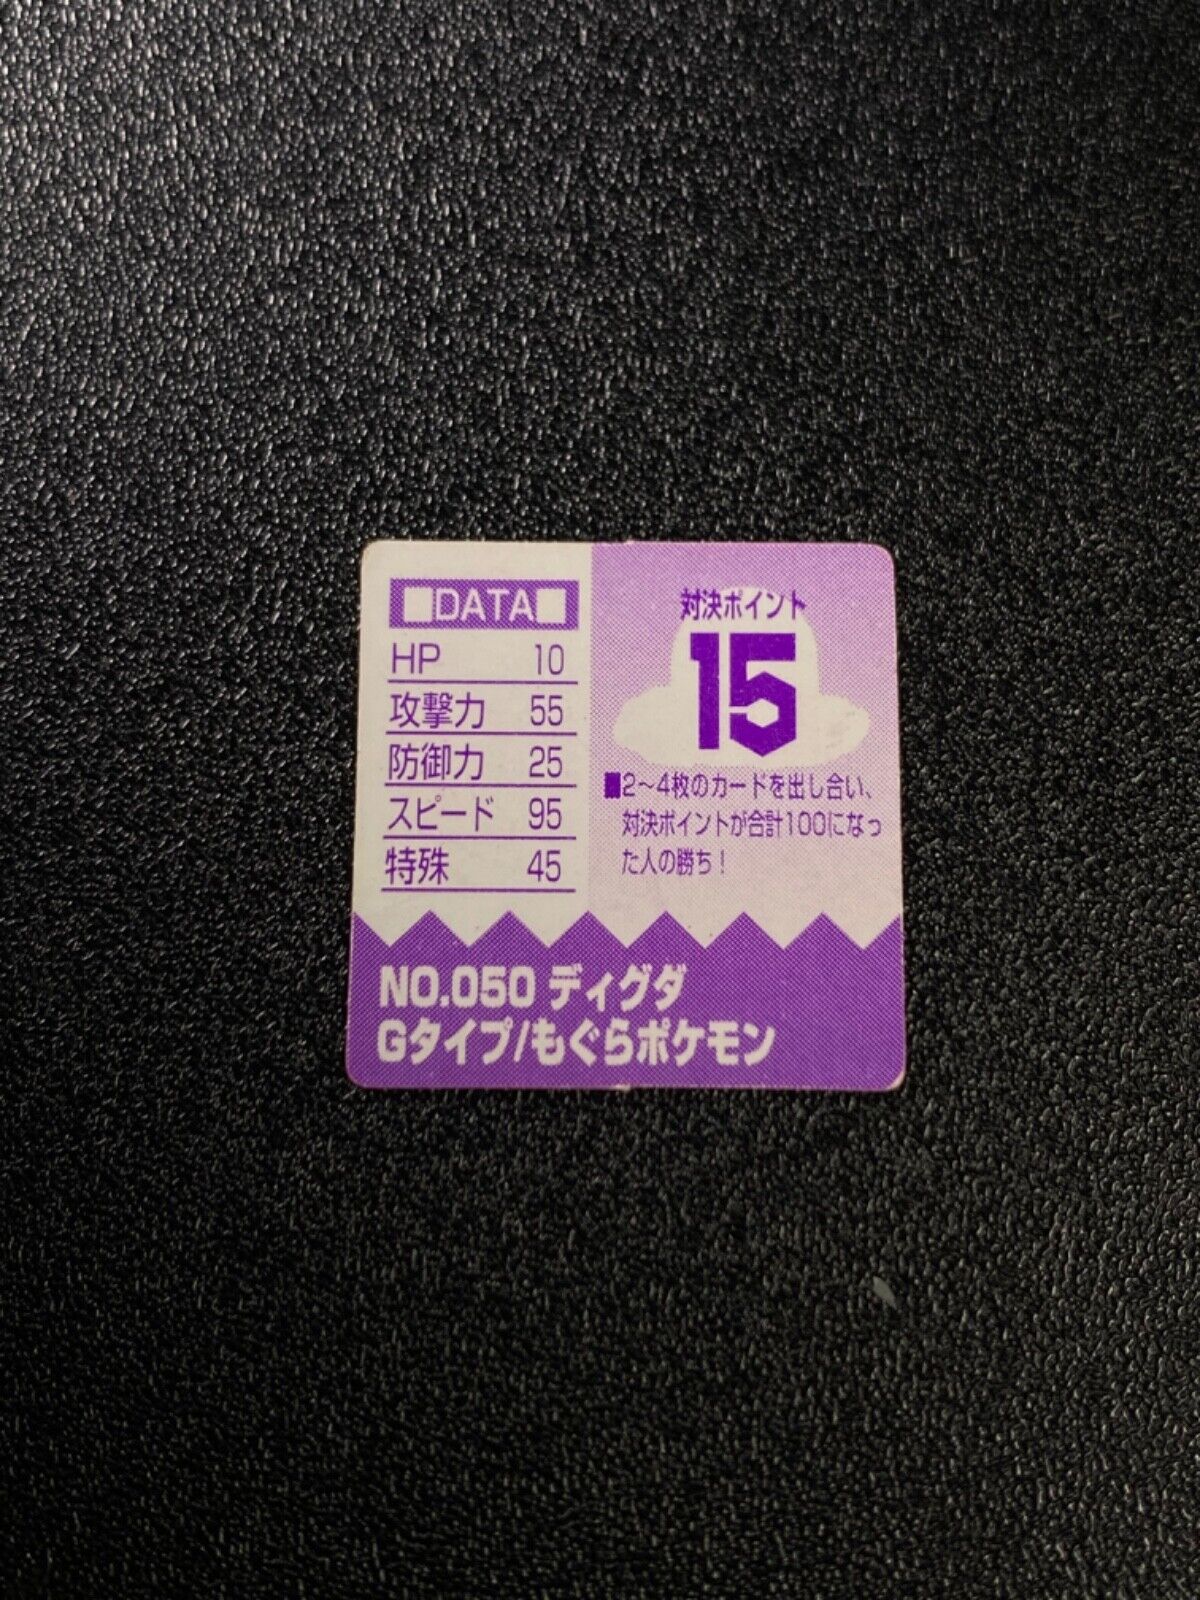 ■DATA■
HP 10
攻撃力 55
防御力 25
スピード 95
特殊 45
対決ポイント
15
■2～4枚のカードを出し合い、
対決ポイントが合計100になっ
た人の勝ち！
NO.050 ディグダ
Gタイプ/もぐらポケモン